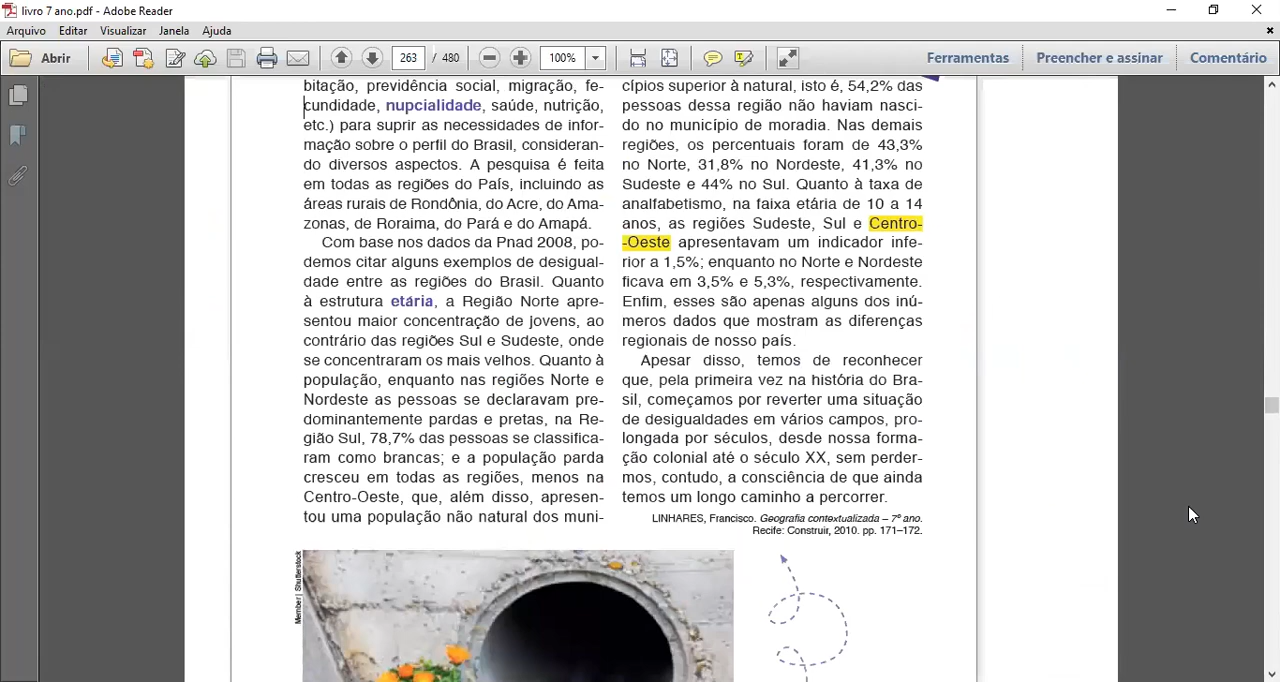 livro 7 ano.pdf - Adobe Reader
Arquivo Editar Visualizar Janela Ajuda
Abrir 263 / 480 100% Ferramentas Preencher e assinar Comentário
bitação, previdência social, migração, fe-
cundidade, nupcialidade, saúde, nutrição,
etc.) para suprir as necessidades de infor-
mação sobre o perfil do Brasil, consideran-
do diversos aspectos. A pesquisa é feita
em todas as regiões do País, incluindo as
áreas rurais de Rondônia, do Acre, do Ama-
zonas, de Roraima, do Pará e do Amapá.
Com base nos dados da Pnad 2008, po-
demos citar alguns exemplos de desigual-
dade entre as regiões do Brasil. Quanto
à estrutura etária, a Região Norte apre-
sentou maior concentração de jovens, ao
contrário das regiões Sul e Sudeste, onde
se concentraram os mais velhos. Quanto à
população, enquanto nas regiões Norte e
Nordeste as pessoas se declaravam pre-
dominantemente pardas e pretas, na Re-
gião Sul, 78,7% das pessoas se classifica-
ram como brancas; e a população parda
cresceu em todas as regiões, menos na
Centro-Oeste, que, além disso, apresen-
tou uma população não natural dos muni-
cípios superior à natural, isto é, 54,2% das
pessoas dessa região não haviam nasci-
do no município de moradia. Nas demais
regiões, os percentuais foram de 43,3%
no Norte, 31,8% no Nordeste, 41,3% no
Sudeste e 44% no Sul. Quanto à taxa de
analfabetismo, na faixa etária de 10 a 14
anos, as regiões Sudeste, Sul e Centro-
-Oeste apresentavam um indicador infe-
rior a 1,5%; enquanto no Norte e Nordeste
ficava em 3,5% e 5,3%, respectivamente.
Enfim, esses são apenas alguns dos inú-
meros dados que mostram as diferenças
regionais de nosso país.
Apesar disso, temos de reconhecer
que, pela primeira vez na história do Bra-
sil, começamos por reverter uma situação
de desigualdades em vários campos, pro-
longada por séculos, desde nossa forma-
ção colonial até o século XX, sem perder-
mos, contudo, a consciência de que ainda
temos um longo caminho a percorrer.
LINHARES, Francisco. Geografia contextualizada – 7º ano.
Recife: Construir, 2010. pp. 171–172.
Member | Shutterstock